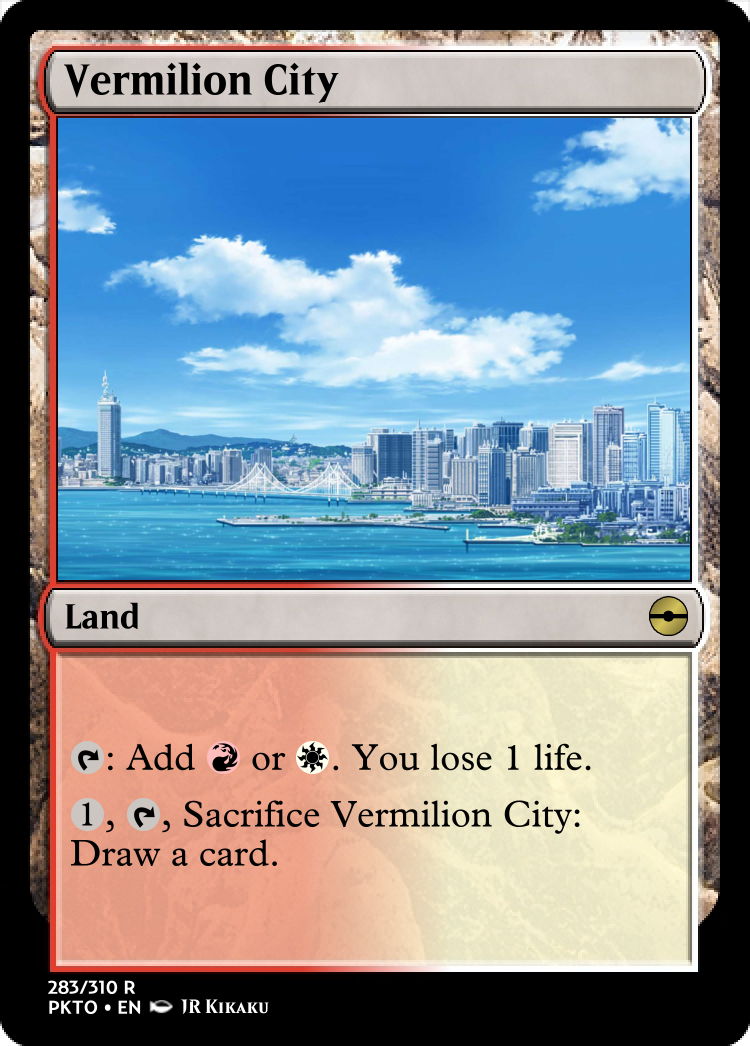 Vermilion City
Land
: Add or . You lose 1 life.
1, , Sacrifice Vermilion City:
Draw a card.
283/310 R
PKTO • EN JR Kikaku